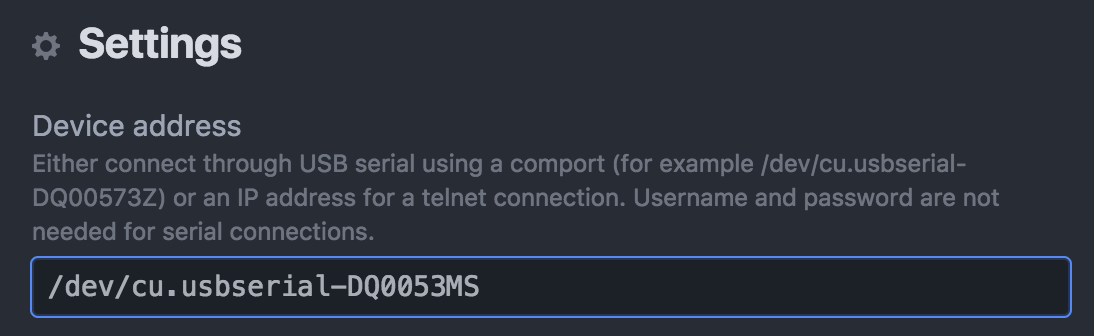 Settings
Device address
Either connect through USB serial using a comport (for example /dev/cu.usbserial-
DQ00573Z) or an IP address for a telnet connection. Username and password are not
needed for serial connections.
/dev/cu.usbserial-DQ0053MS